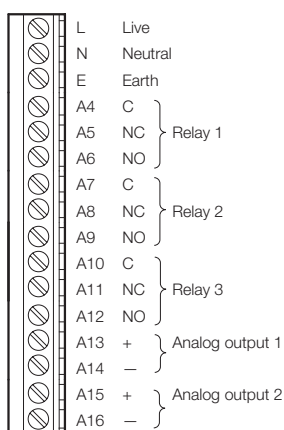 L Live
N Neutral
E Earth
A4 C
A5 NC Relay 1
A6 NO
A7 C
A8 NC Relay 2
A9 NO
A10 C
A11 NC Relay 3
A12 NO
A13 + Analog output 1
A14 —
A15 + Analog output 2
A16 —